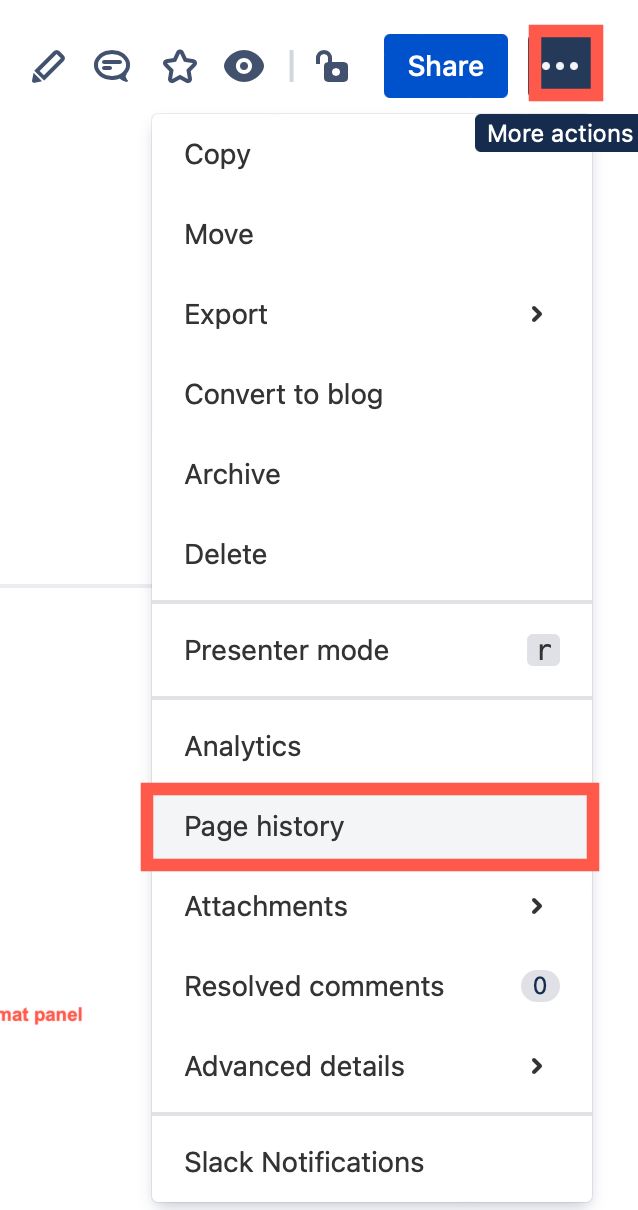 Share
More actions
Copy
Move
Export
Convert to blog
Archive
Delete
Presenter mode r
Analytics
Page history
Attachments
Resolved comments 0
mat panel
Advanced details
Slack Notifications